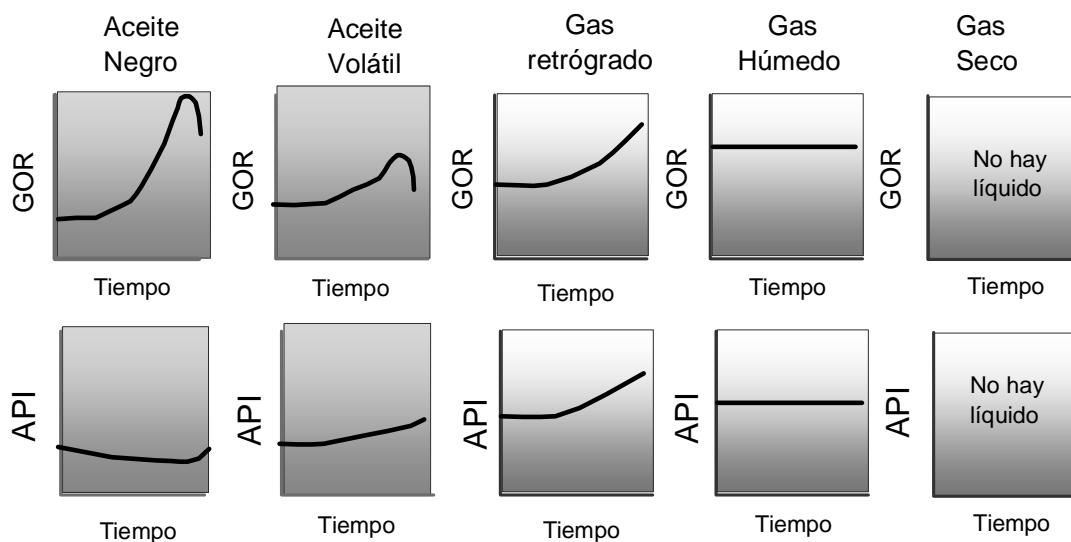 Aceite
Negro
Aceite
Volátil
Gas
retrógrado
Gas
Húmedo
Gas
Seco
GOR
GOR
GOR
GOR
GOR
No hay
líquido
Tiempo
Tiempo
Tiempo
Tiempo
Tiempo
API
API
API
API
API
No hay
líquido
Tiempo
Tiempo
Tiempo
Tiempo
Tiempo